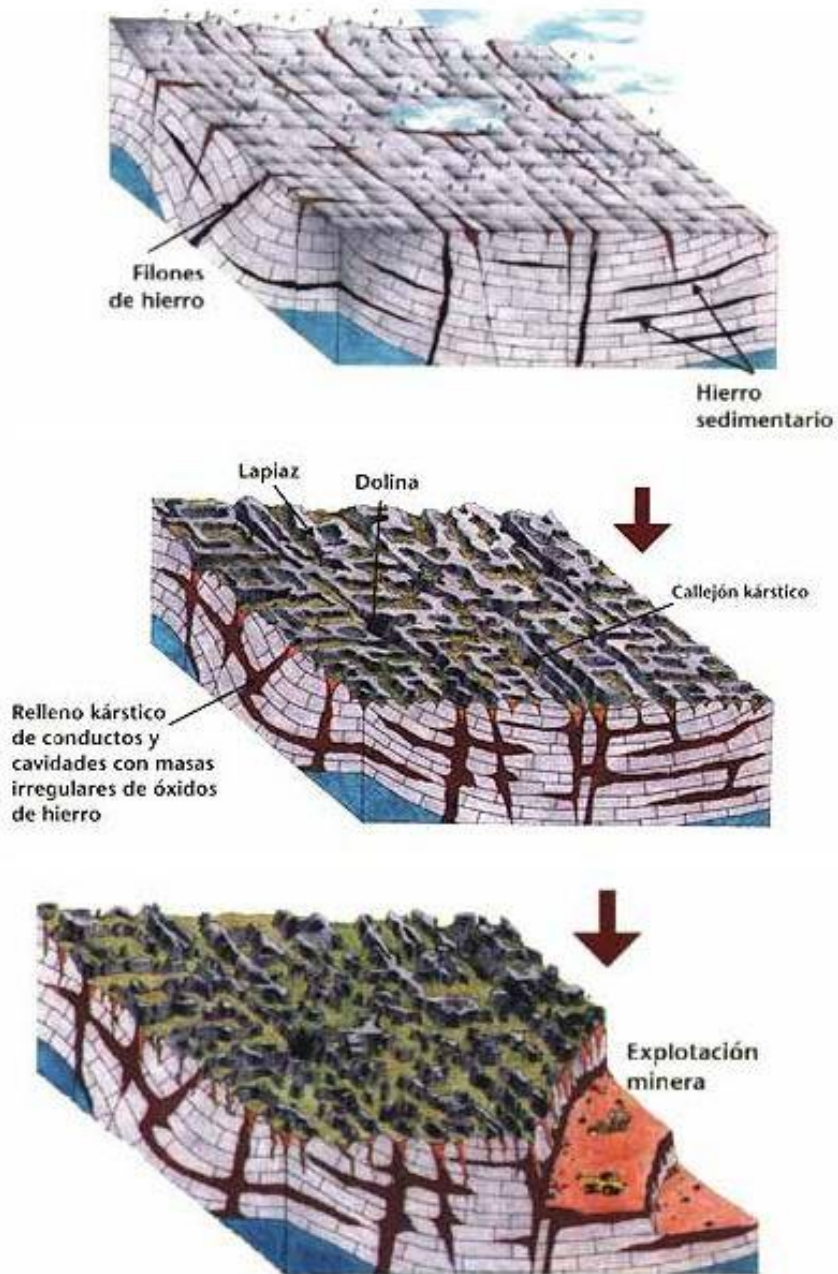 Filones
de hierro
Hierro
sedimentario
Lapiaz
Dolina
Callejón kárstico
Relleno kárstico
de conductos y
cavidades con masas
irregulares de óxidos
de hierro
Explotación
minera